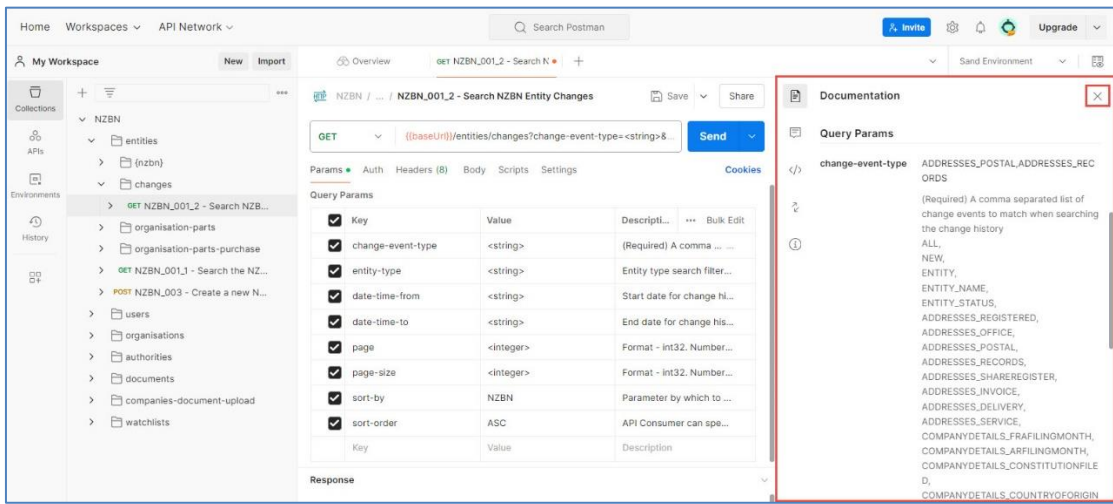 Home Workspaces API Network Search Postman Invite Upgrade
My Workspace New Import Overview GET NZBN_001_2 - Search N Sand Environment
Collections
APIs
Environments
History
NZBN
entities
{nzbn}
changes
GET NZBN_001_2 - Search NZB...
organisation-parts
organisation-parts-purchase
GET NZBN_001_1 - Search the NZ...
POST NZBN_003 - Create a new N...
users
organisations
authorities
documents
companies-document-upload
watchlists
NZBN / ... / NZBN_001_2 - Search NZBN Entity Changes Save Share
GET {{baseUrl}}/entities/changes?change-event-type=<string>&... Send
Params Auth Headers (8) Body Scripts Settings Cookies
Query Params
Key Value Descripti... Bulk Edit
change-event-type <string> (Required) A comma ... ...
entity-type <string> Entity type search filter...
date-time-from <string> Start date for change hi...
date-time-to <string> End date for change his...
page <integer> Format - int32. Number...
page-size <integer> Format - int32. Number...
sort-by NZBN Parameter by which to ...
sort-order ASC API Consumer can spe...
Key Value Description
Response
Documentation
Query Params
change-event-type ADDRESSES_POSTAL,ADDRESSES_REC
ORDS
(Required) A comma separated list of
change events to match when searching
the change history
ALL,
NEW,
ENTITY,
ENTITY_NAME,
ENTITY_STATUS,
ADDRESSES_REGISTERED,
ADDRESSES_OFFICE,
ADDRESSES_POSTAL,
ADDRESSES_RECORDS,
ADDRESSES_SHAREREGISTER,
ADDRESSES_INVOICE,
ADDRESSES_DELIVERY,
ADDRESSES_SERVICE,
COMPANYDETAILS_FRAFILINGMONTH,
COMPANYDETAILS_ARFILINGMONTH,
COMPANYDETAILS_CONSTITUTIONFILE
D,
COMPANYDETAILS_COUNTRYOFORIGIN